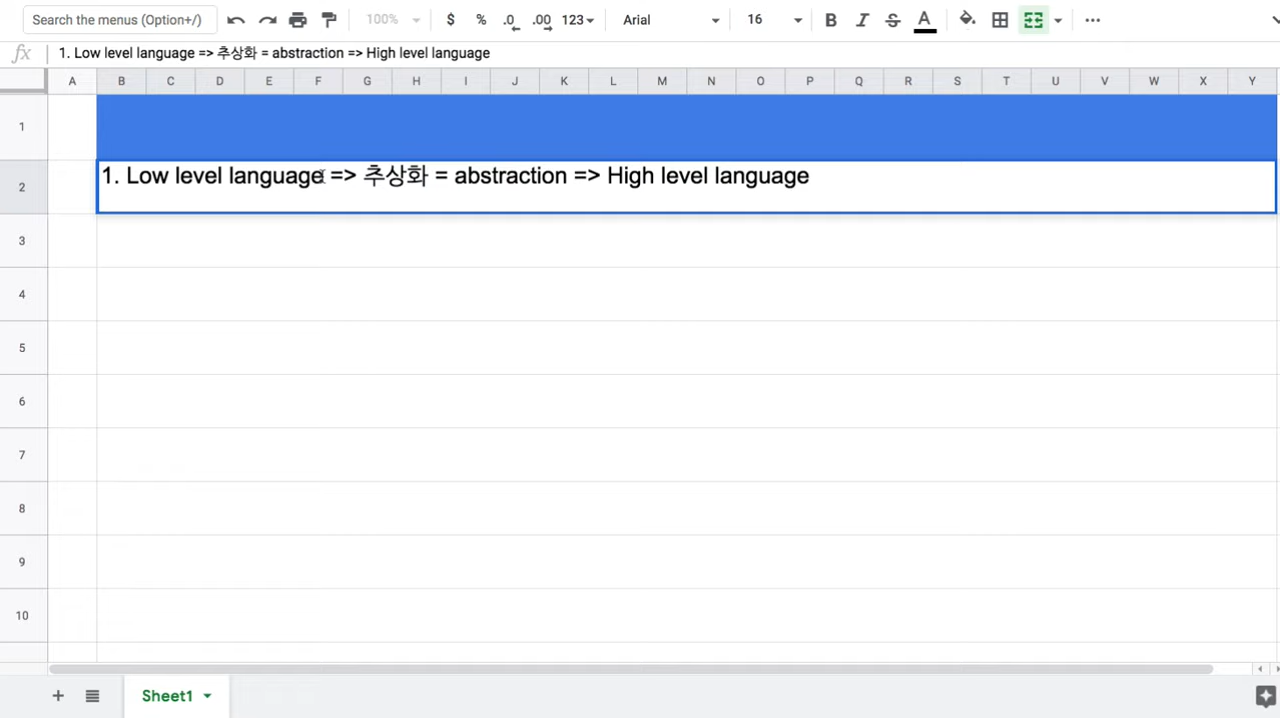 Search the menus (Option+/) 100% $ % .0 .00 123 Arial 16 B I S A
fx 1. Low level language => 추상화 = abstraction => High level language
A B C D E F G H I J K L M N O P Q R S T U V W X Y
1
2 1. Low level language => 추상화 = abstraction => High level language
3
4
5
6
7
8
9
10
Sheet1